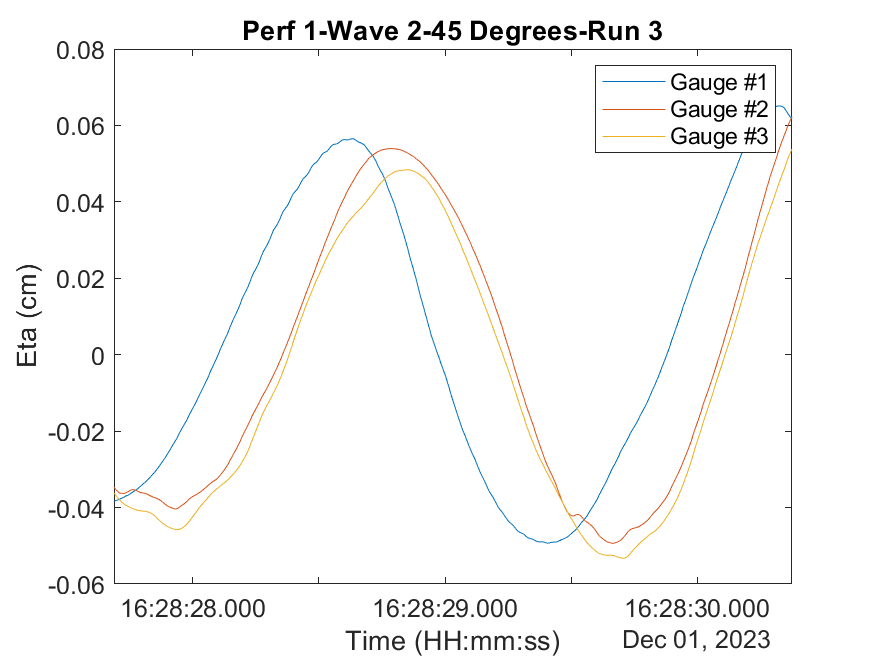 Perf 1-Wave 2-45 Degrees-Run 3
0.08
0.06
0.04
0.02
0
-0.02
-0.04
-0.06
Eta (cm)
Gauge #1
Gauge #2
Gauge #3
16:28:28.000
16:28:29.000
16:28:30.000
Time (HH:mm:ss)
Dec 01, 2023